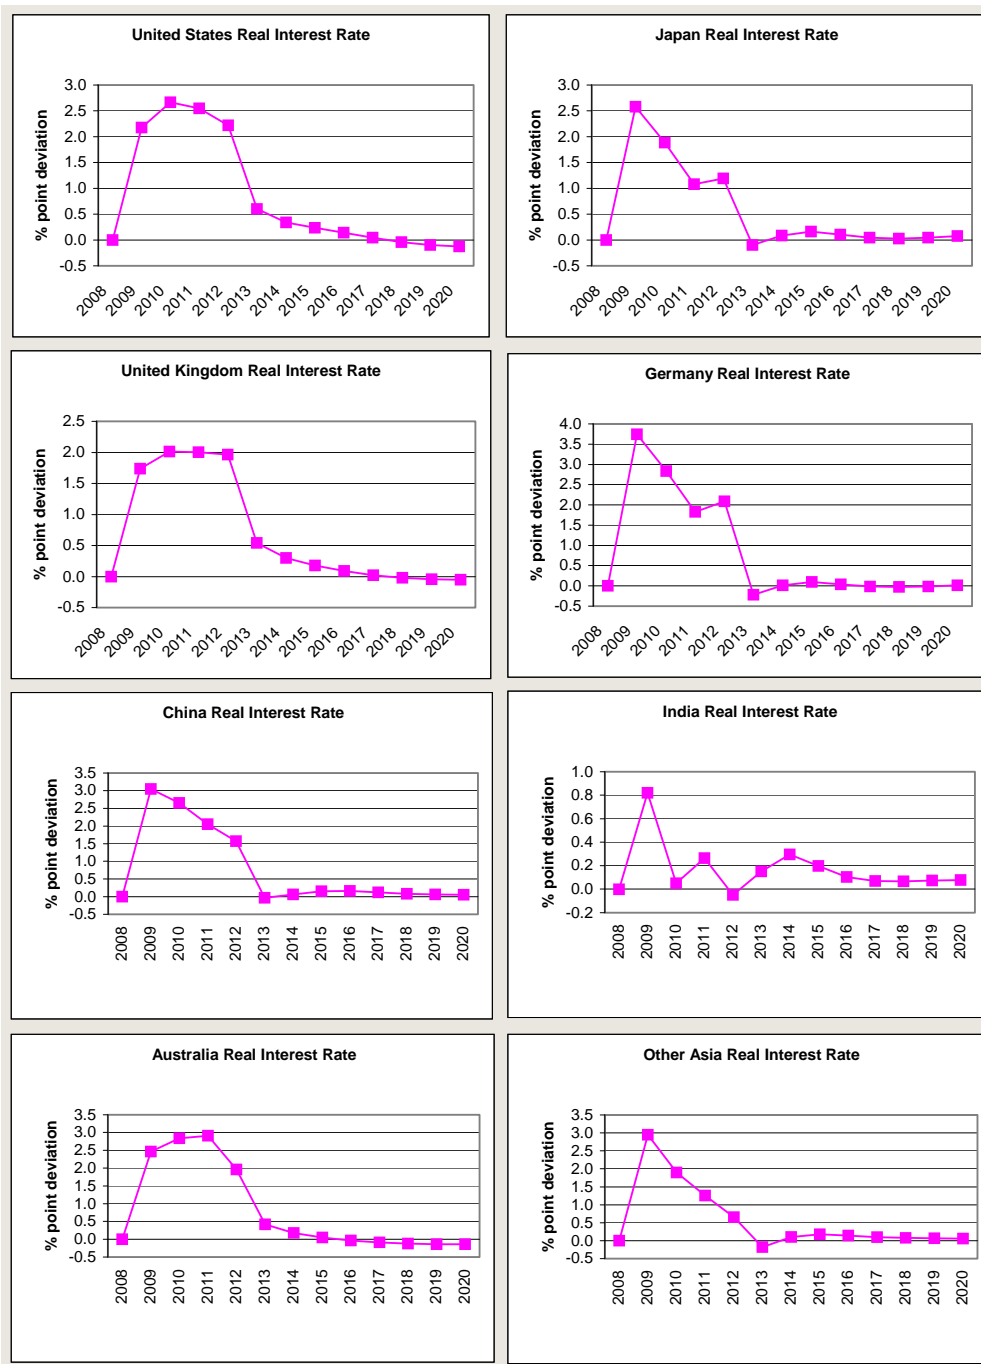 United States Real Interest Rate
% point deviation
3.0
2.5
2.0
1.5
1.0
0.5
0.0
-0.5
2008 2009 2010 2011 2012 2013 2014 2015 2016 2017 2018 2019 2020
Japan Real Interest Rate
% point deviation
3.0
2.5
2.0
1.5
1.0
0.5
0.0
-0.5
2008 2009 2010 2011 2012 2013 2014 2015 2016 2017 2018 2019 2020
United Kingdom Real Interest Rate
% point deviation
2.5
2.0
1.5
1.0
0.5
0.0
-0.5
2008 2009 2010 2011 2012 2013 2014 2015 2016 2017 2018 2019 2020
Germany Real Interest Rate
% point deviation
4.0
3.5
3.0
2.5
2.0
1.5
1.0
0.5
0.0
-0.5
2008 2009 2010 2011 2012 2013 2014 2015 2016 2017 2018 2019 2020
China Real Interest Rate
% point deviation
3.5
3.0
2.5
2.0
1.5
1.0
0.5
0.0
-0.5
2008 2009 2010 2011 2012 2013 2014 2015 2016 2017 2018 2019 2020
India Real Interest Rate
% point deviation
1.0
0.8
0.6
0.4
0.2
0.0
-0.2
2008 2009 2010 2011 2012 2013 2014 2015 2016 2017 2018 2019 2020
Australia Real Interest Rate
% point deviation
3.5
3.0
2.5
2.0
1.5
1.0
0.5
0.0
-0.5
2008 2009 2010 2011 2012 2013 2014 2015 2016 2017 2018 2019 2020
Other Asia Real Interest Rate
% point deviation
3.5
3.0
2.5
2.0
1.5
1.0
0.5
0.0
-0.5
2008 2009 2010 2011 2012 2013 2014 2015 2016 2017 2018 2019 2020